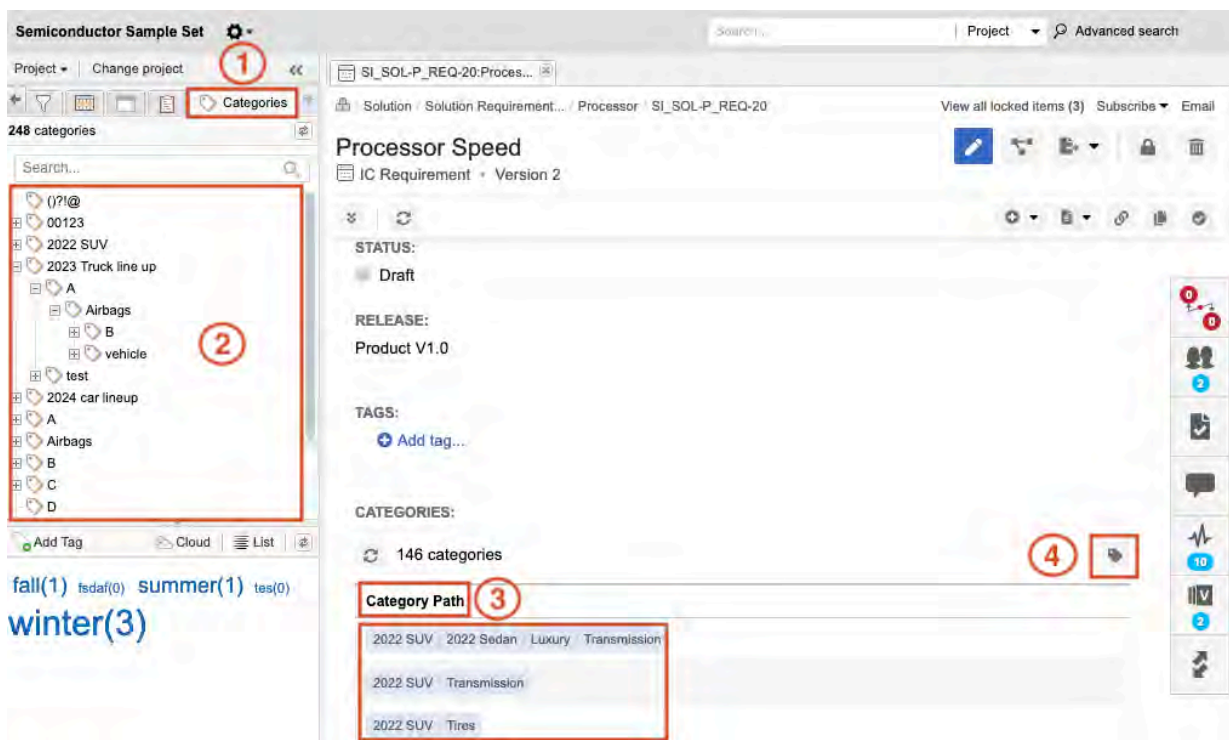 Semiconductor Sample Set
Search...
Project
Advanced search
Project
Change project
1
SI_SOL-P_REQ-20:Proces...
Categories
Solution / Solution Requirement... / Processor / SI_SOL-P_REQ-20
View all locked items (3) Subscribe Email
248 categories
Search...
Processor Speed
IC Requirement • Version 2
()?!@
00123
2022 SUV
2023 Truck line up
A
Airbags
B
vehicle
2
test
2024 car lineup
A
Airbags
B
C
D
STATUS:
Draft
RELEASE:
Product V1.0
TAGS:
Add tag...
CATEGORIES:
146 categories
4
Category Path
3
2022 SUV / 2022 Sedan / Luxury / Transmission
2022 SUV / Transmission
2022 SUV / Tires
0
0
2
10
V
2
Add Tag
Cloud
List
fall(1) fsdaf(0) summer(1) tes(0)
winter(3)